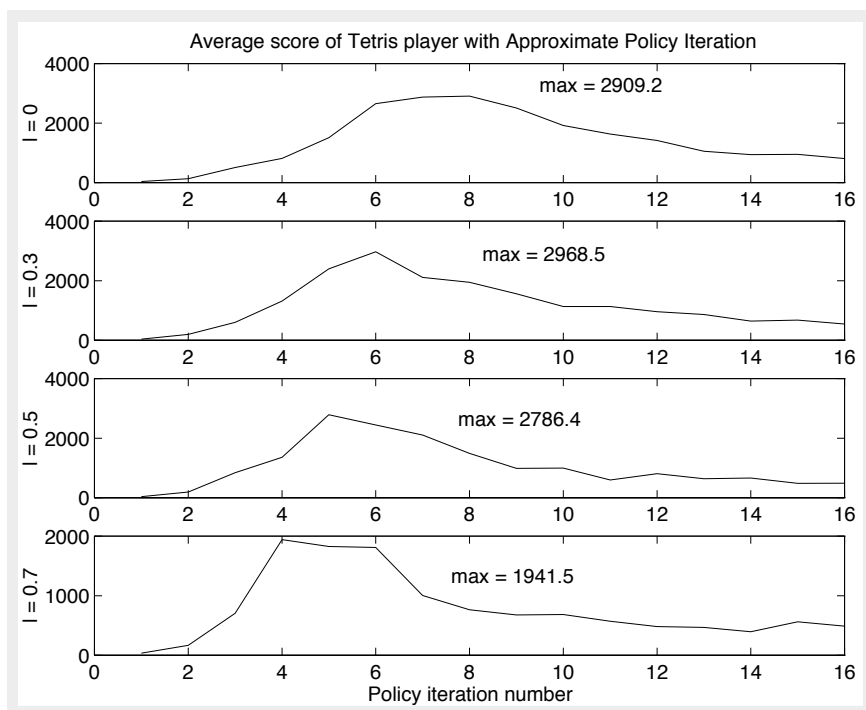 Average score of Tetris player with Approximate Policy Iteration
4000
2000
0
l = 0
max = 2909.2
0 2 4 6 8 10 12 14 16
4000
2000
0
l = 0.3
max = 2968.5
0 2 4 6 8 10 12 14 16
4000
2000
0
l = 0.5
max = 2786.4
0 2 4 6 8 10 12 14 16
2000
1000
0
l = 0.7
max = 1941.5
0 2 4 6 8 10 12 14 16
Policy iteration number